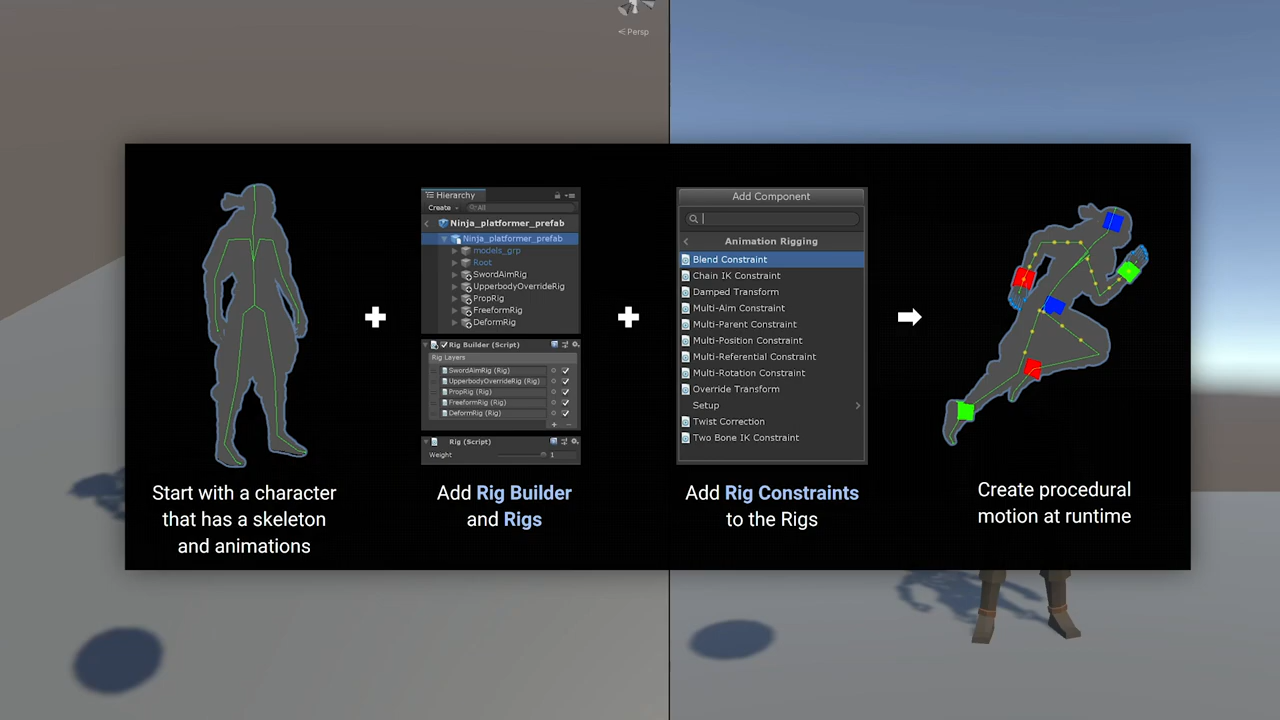 Persp
Hierarchy
Create
All
Ninja_platformer_prefab
Ninja_platformer_prefab
models_grp
Root
SwordAimRig
UpperbodyOverrideRig
PropRig
FreeformRig
DeformRig
Rig Builder (Script)
Rig Layers
SwordAimRig (Rig)
UpperbodyOverrideRig (Rig)
PropRig (Rig)
FreeformRig (Rig)
DeformRig (Rig)
Rig (Script)
Weight 1
Add Component
Animation Rigging
Blend Constraint
Chain IK Constraint
Damped Transform
Multi-Aim Constraint
Multi-Parent Constraint
Multi-Position Constraint
Multi-Referential Constraint
Multi-Rotation Constraint
Override Transform
Setup
Twist Correction
Two Bone IK Constraint
Start with a character
that has a skeleton
and animations
Add Rig Builder
and Rigs
Add Rig Constraints
to the Rigs
Create procedural
motion at runtime